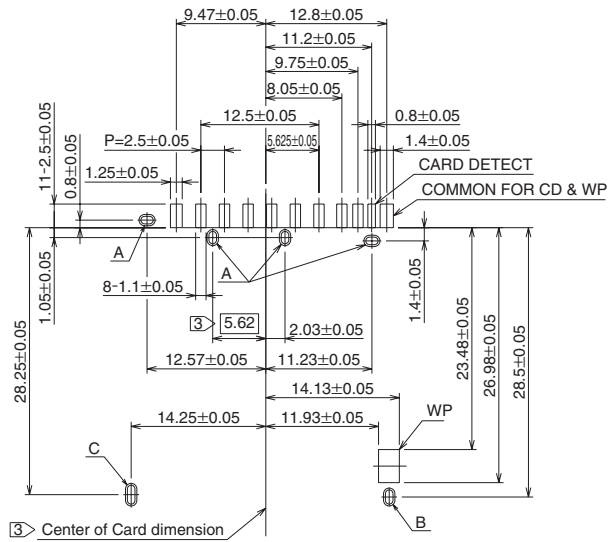 9.47±0.05
12.8±0.05
11.2±0.05
9.75±0.05
8.05±0.05
12.5±0.05
0.8±0.05
P=2.5±0.05
5.625±0.05
1.4±0.05
11-2.5±0.05
0.8±0.05
1.25±0.05
CARD DETECT
COMMON FOR CD & WP
A
A
1.05±0.05
8-1.1±0.05
1.4±0.05
3 5.62
2.03±0.05
28.25±0.05
12.57±0.05
11.23±0.05
23.48±0.05
26.98±0.05
28.5±0.05
14.13±0.05
14.25±0.05
11.93±0.05
WP
C
B
3 Center of Card dimension